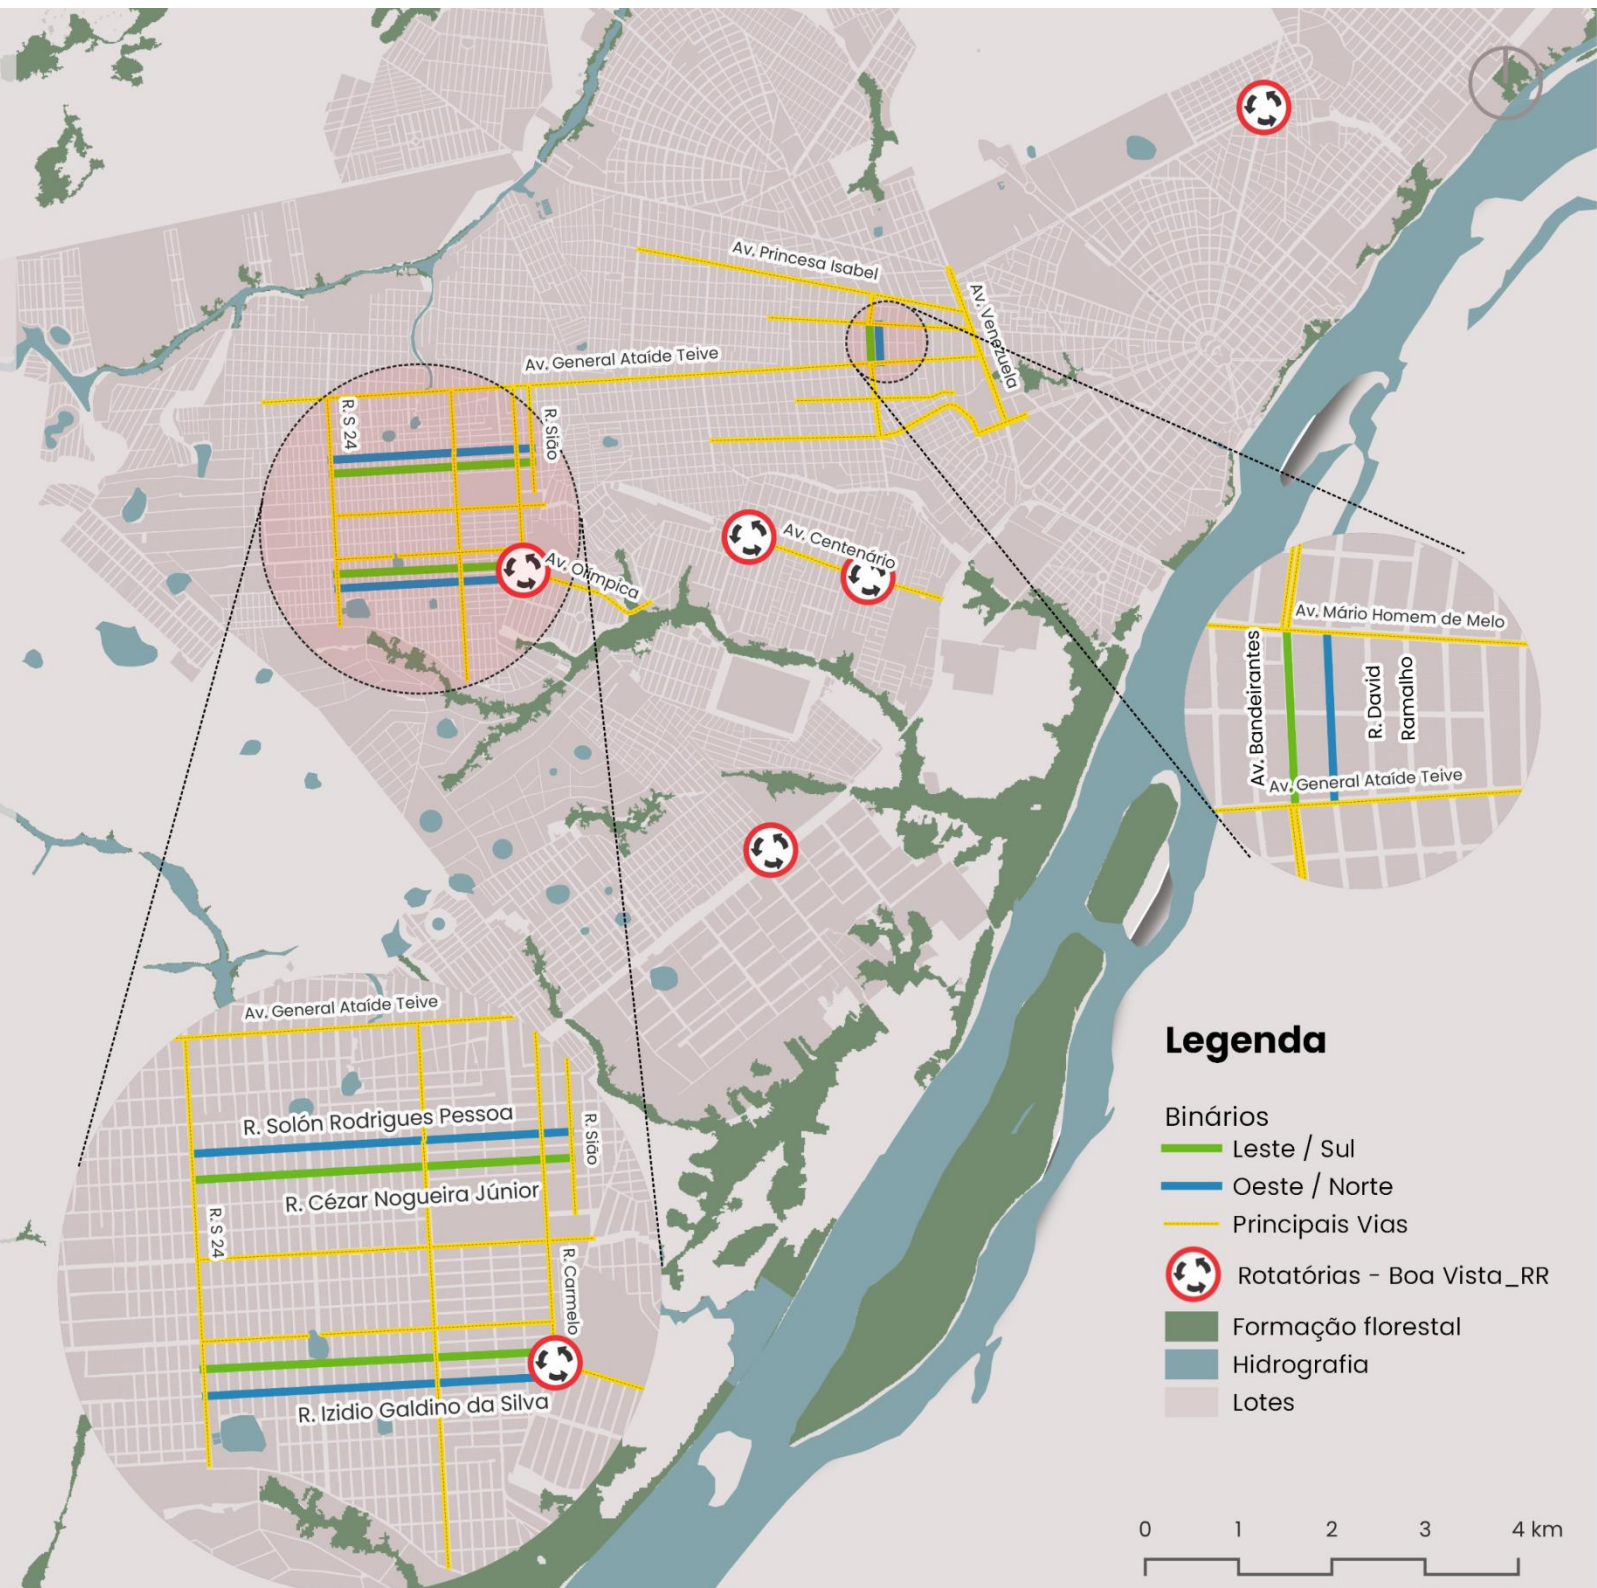 Av. Princesa Isabel
Av. Venezuela
Av. General Ataíde Teive
R. S 24
R. Sião
Av. Centenário
Av. Olímpica
Av. Mário Homem de Melo
Av. Bandeirantes
R. David
Ramalho
Av. General Ataíde Teive
Av. General Ataíde Teive
R. Solón Rodrigues Pessoa
R. Sião
R. Cézar Nogueira Júnior
R. S 24
R. Carmelo
R. Izidio Galdino da Silva
Legenda
Binários
Leste / Sul
Oeste / Norte
Principais Vias
Rotatórias - Boa Vista_RR
Formação florestal
Hidrografia
Lotes
0 1 2 3 4 km